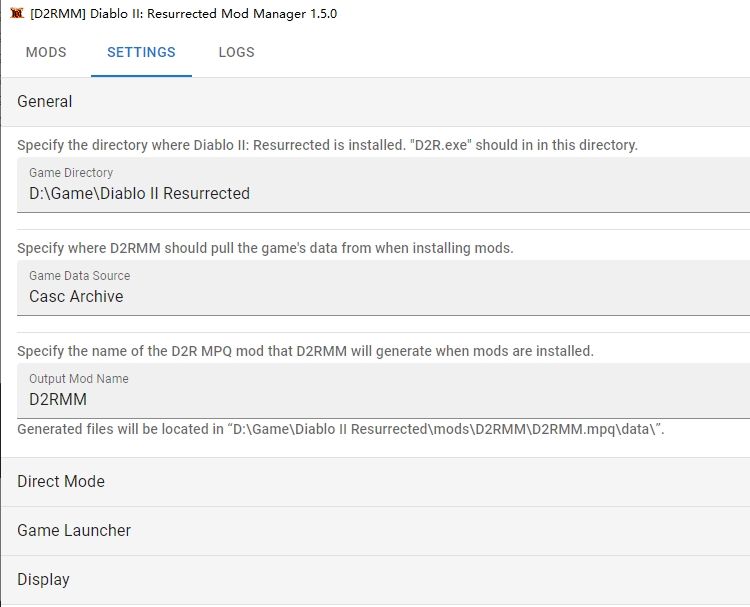 [D2RMM] Diablo II: Resurrected Mod Manager 1.5.0
MODS SETTINGS LOGS
General
Specify the directory where Diablo II: Resurrected is installed. "D2R.exe" should in in this directory.
Game Directory
D:\Game\Diablo II Resurrected
Specify where D2RMM should pull the game's data from when installing mods.
Game Data Source
Casc Archive
Specify the name of the D2R MPQ mod that D2RMM will generate when mods are installed.
Output Mod Name
D2RMM
Generated files will be located in “D:\Game\Diablo II Resurrected\mods\D2RMM\D2RMM.mpq\data\”.
Direct Mode
Game Launcher
Display